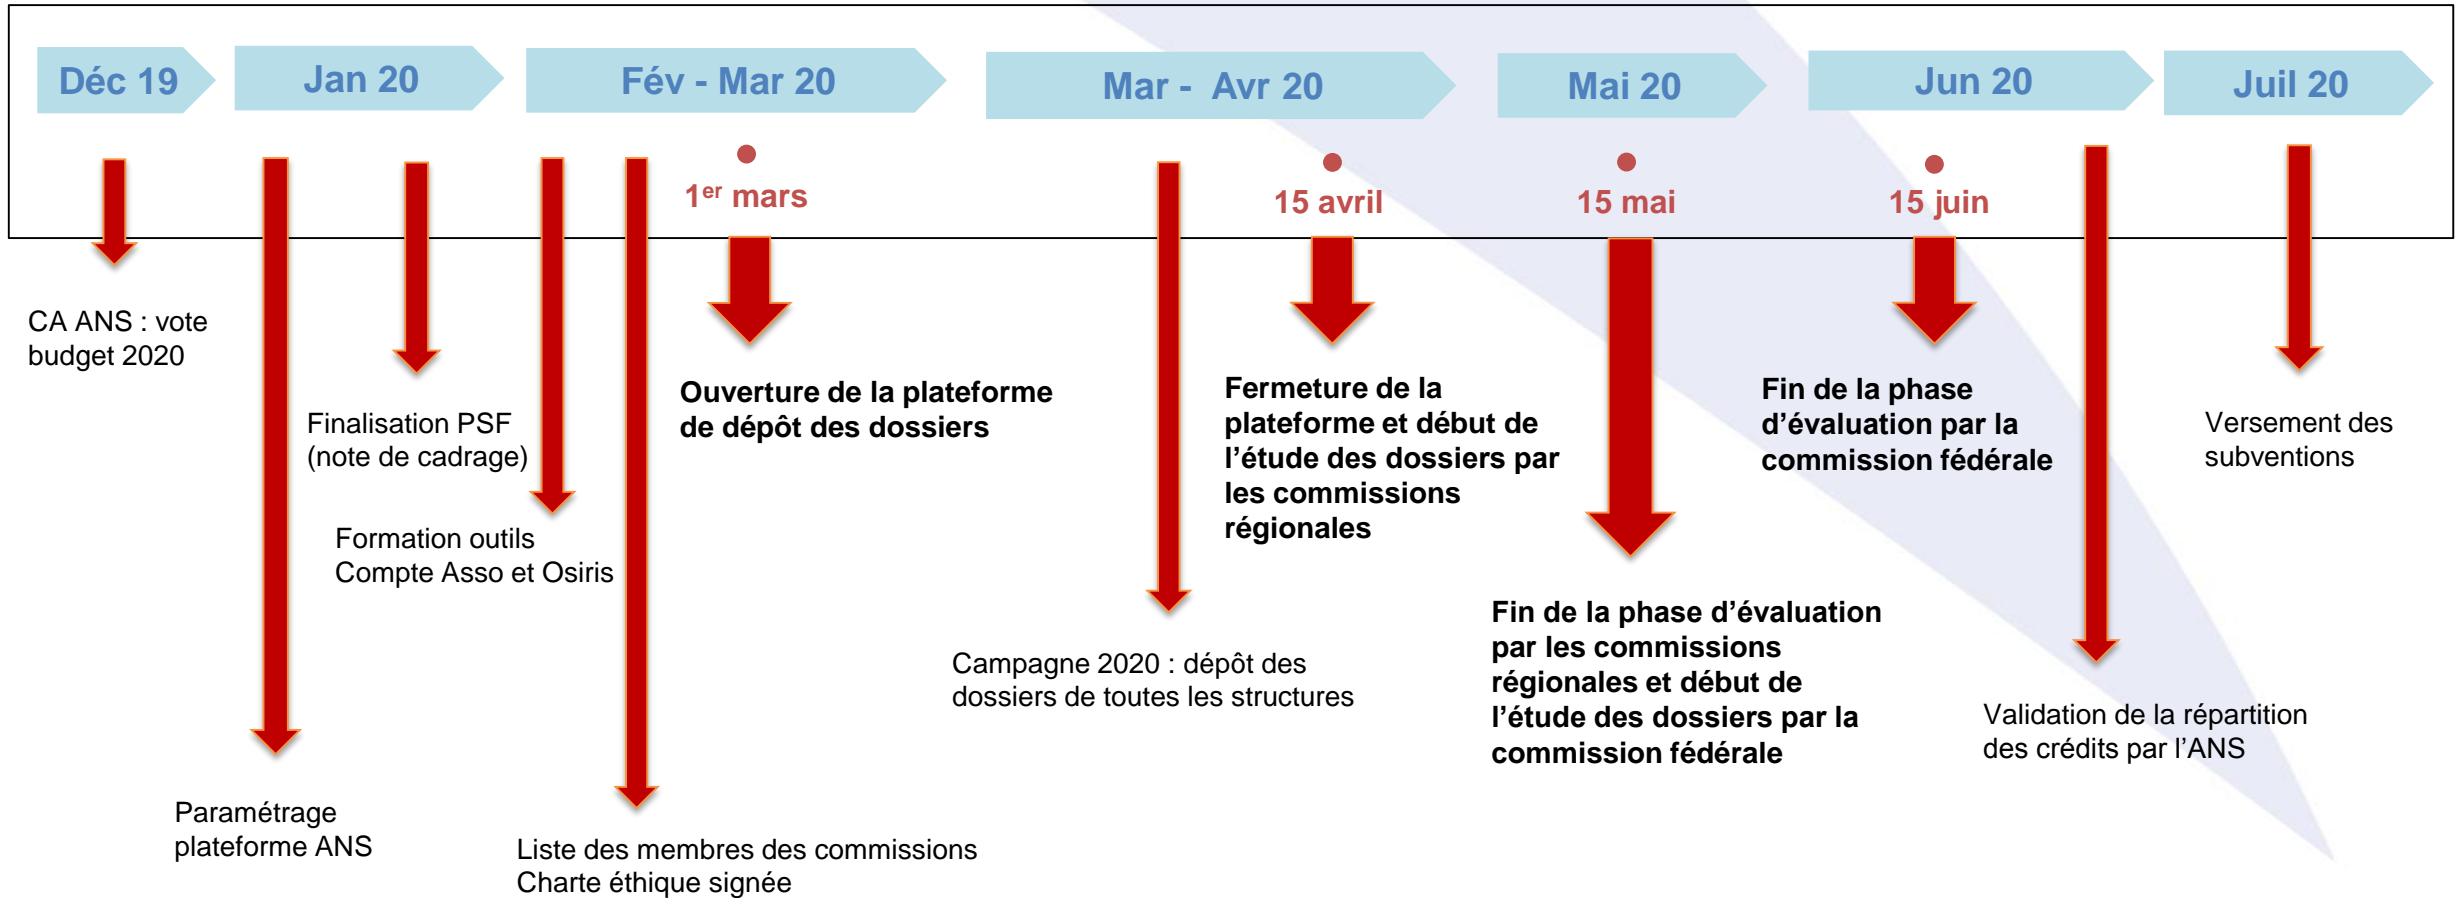 Déc 19
Jan 20
Fév - Mar 20
Mar - Avr 20
Mai 20
Jun 20
Juil 20
1er mars
15 avril
15 mai
15 juin
CA ANS : vote
budget 2020
Paramétrage
plateforme ANS
Finalisation PSF
(note de cadrage)
Formation outils
Compte Asso et Osiris
Liste des membres des commissions
Charte éthique signée
Ouverture de la plateforme
de dépôt des dossiers
Campagne 2020 : dépôt des
dossiers de toutes les structures
Fermeture de la
plateforme et début de
l’étude des dossiers par
les commissions
régionales
Fin de la phase d’évaluation
par les commissions
régionales et début de
l’étude des dossiers par la
commission fédérale
Fin de la phase
d’évaluation par la
commission fédérale
Validation de la répartition
des crédits par l’ANS
Versement des
subventions